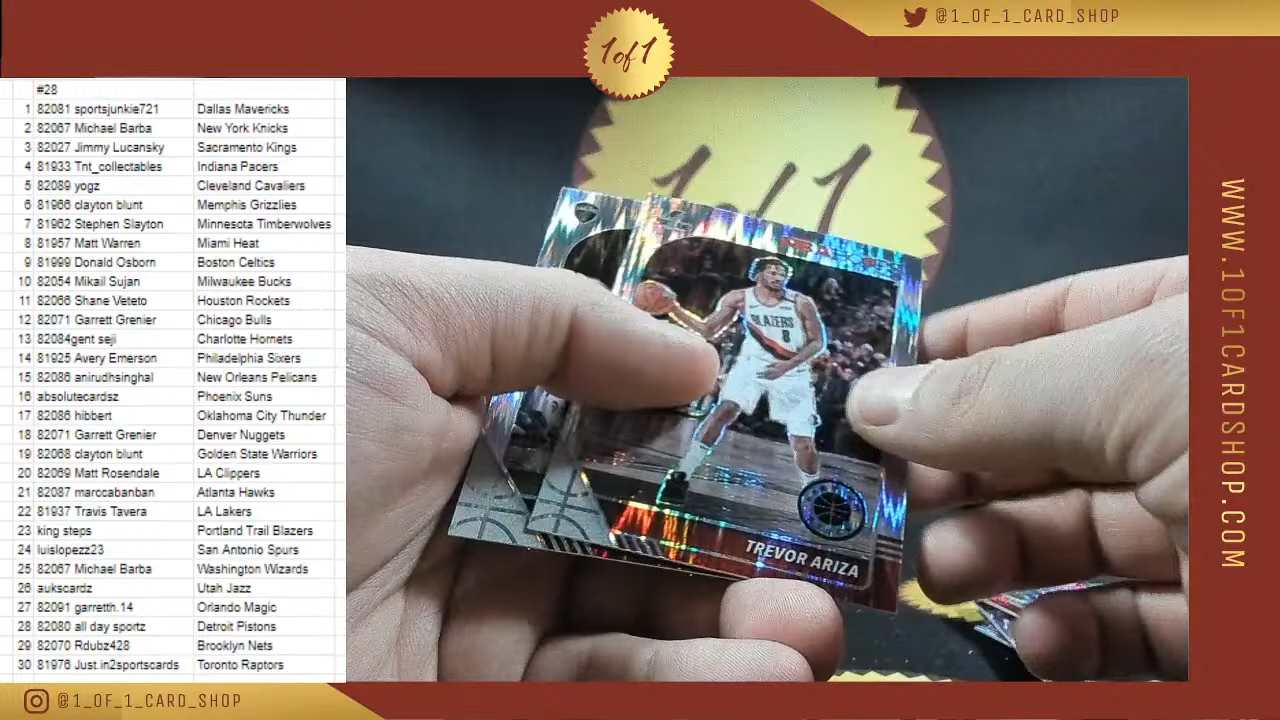 @1_OF_1_CARD_SHOP
1of1
#28
1 82081 sportsjunkie721 Dallas Mavericks
2 82067 Michael Barba New York Knicks
3 82027 Jimmy Lucansky Sacramento Kings
4 81933 Tnt_collectables Indiana Pacers
5 82089 yogz Cleveland Cavaliers
6 81966 clayton blunt Memphis Grizzlies
7 81962 Stephen Slayton Minnesota Timberwolves
8 81957 Matt Warren Miami Heat
9 81999 Donald Osborn Boston Celtics
10 82054 Mikail Sujan Milwaukee Bucks
11 82066 Shane Veteto Houston Rockets
12 82071 Garrett Grenier Chicago Bulls
13 82084gent seji Charlotte Hornets
14 81925 Avery Emerson Philadelphia Sixers
15 82086 anirudhsinghal New Orleans Pelicans
16 absolutecardsz Phoenix Suns
17 82086 hibbert Oklahoma City Thunder
18 82071 Garrett Grenier Denver Nuggets
19 82068 clayton blunt Golden State Warriors
20 82069 Matt Rosendale LA Clippers
21 82087 marccabanban Atlanta Hawks
22 81937 Travis Tavera LA Lakers
23 king steps Portland Trail Blazers
24 luislopezz23 San Antonio Spurs
25 82067 Michael Barba Washington Wizards
26 aukscardz Utah Jazz
27 82091 garretth.14 Orlando Magic
28 82080 all day sportz Detroit Pistons
29 82070 Rdubz428 Brooklyn Nets
30 81976 Just.in2sportscards Toronto Raptors
1/1
BLAZERS
8
TREVOR ARIZA
WWW.1OF1CARDSHOP.COM
@1_OF_1_CARD_SHOP